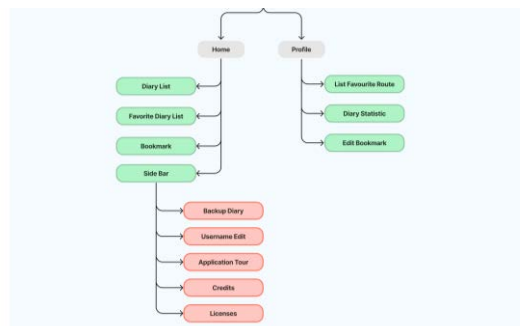 Home
Profile
Diary List
Favorite Diary List
Bookmark
Side Bar
List Favourite Route
Diary Statistic
Edit Bookmark
Backup Diary
Username Edit
Application Tour
Credits
Licenses